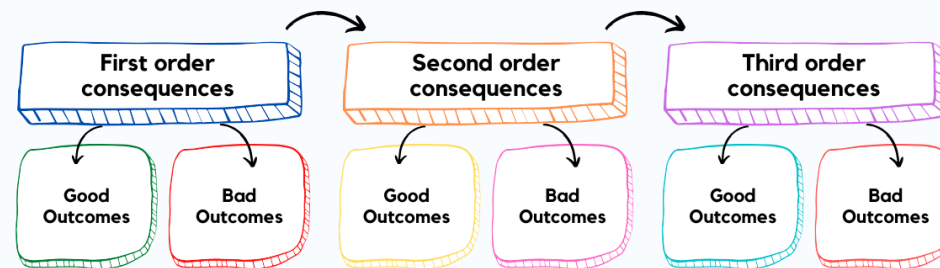 First order
consequences
Second order
consequences
Third order
consequences
Good
Outcomes
Bad
Outcomes
Good
Outcomes
Bad
Outcomes
Good
Outcomes
Bad
Outcomes